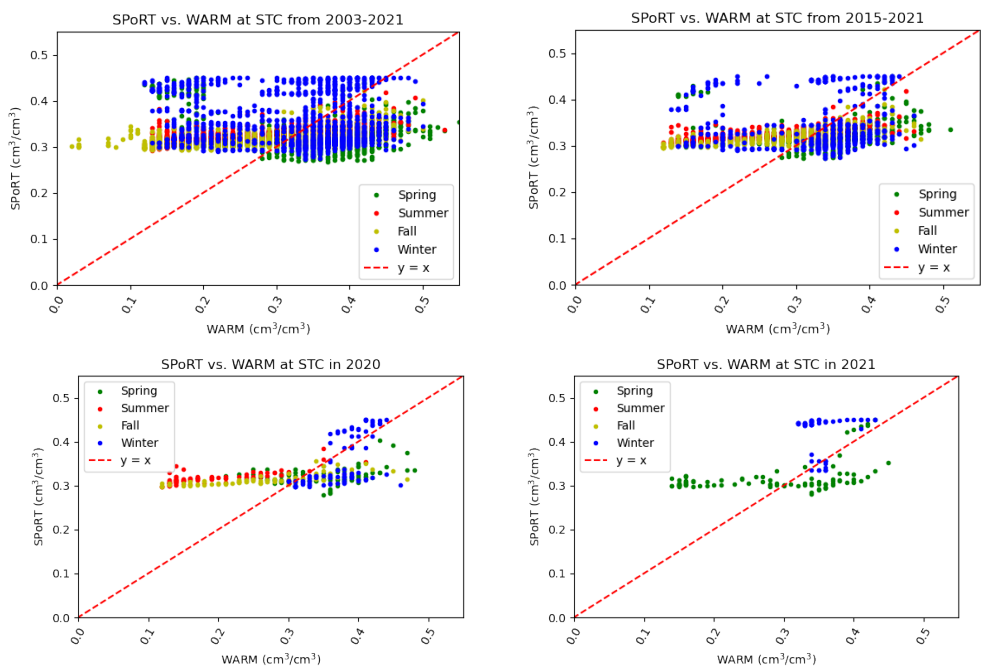 SPoRT vs. WARM at STC from 2003-2021
SPoRT (cm³/cm³)
0.5
0.4
0.3
0.2
0.1
0.0
Spring
Summer
Fall
Winter
y = x
0.0
0.1
0.2
0.3
0.4
0.5
WARM (cm³/cm³)
SPoRT vs. WARM at STC from 2015-2021
SPoRT (cm³/cm³)
0.5
0.4
0.3
0.2
0.1
0.0
Spring
Summer
Fall
Winter
y = x
0.0
0.1
0.2
0.3
0.4
0.5
WARM (cm³/cm³)
SPoRT vs. WARM at STC in 2020
SPoRT (cm³/cm³)
0.5
0.4
0.3
0.2
0.1
0.0
Spring
Summer
Fall
Winter
y = x
0.0
0.1
0.2
0.3
0.4
0.5
WARM (cm³/cm³)
SPoRT vs. WARM at STC in 2021
SPoRT (cm³/cm³)
0.5
0.4
0.3
0.2
0.1
0.0
Spring
Summer
Fall
Winter
y = x
0.0
0.1
0.2
0.3
0.4
0.5
WARM (cm³/cm³)